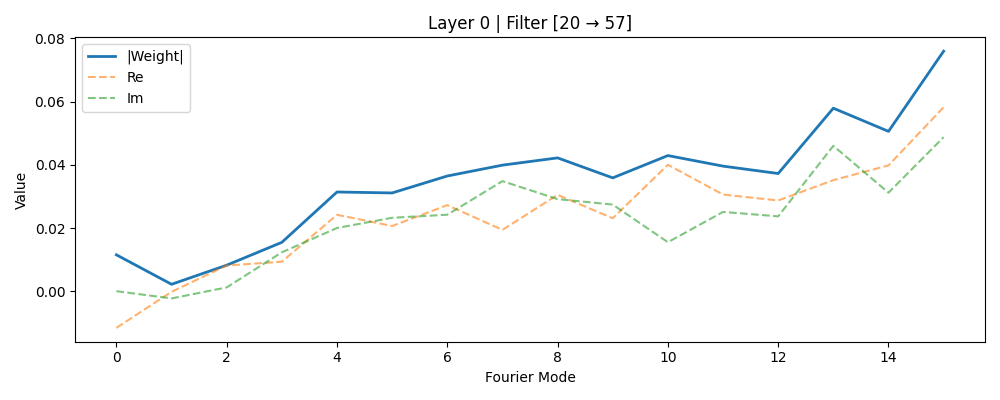 Layer 0 | Filter [20 → 57]
|Weight|
Re
Im
Value
0.08
0.06
0.04
0.02
0.00
0 2 4 6 8 10 12 14
Fourier Mode